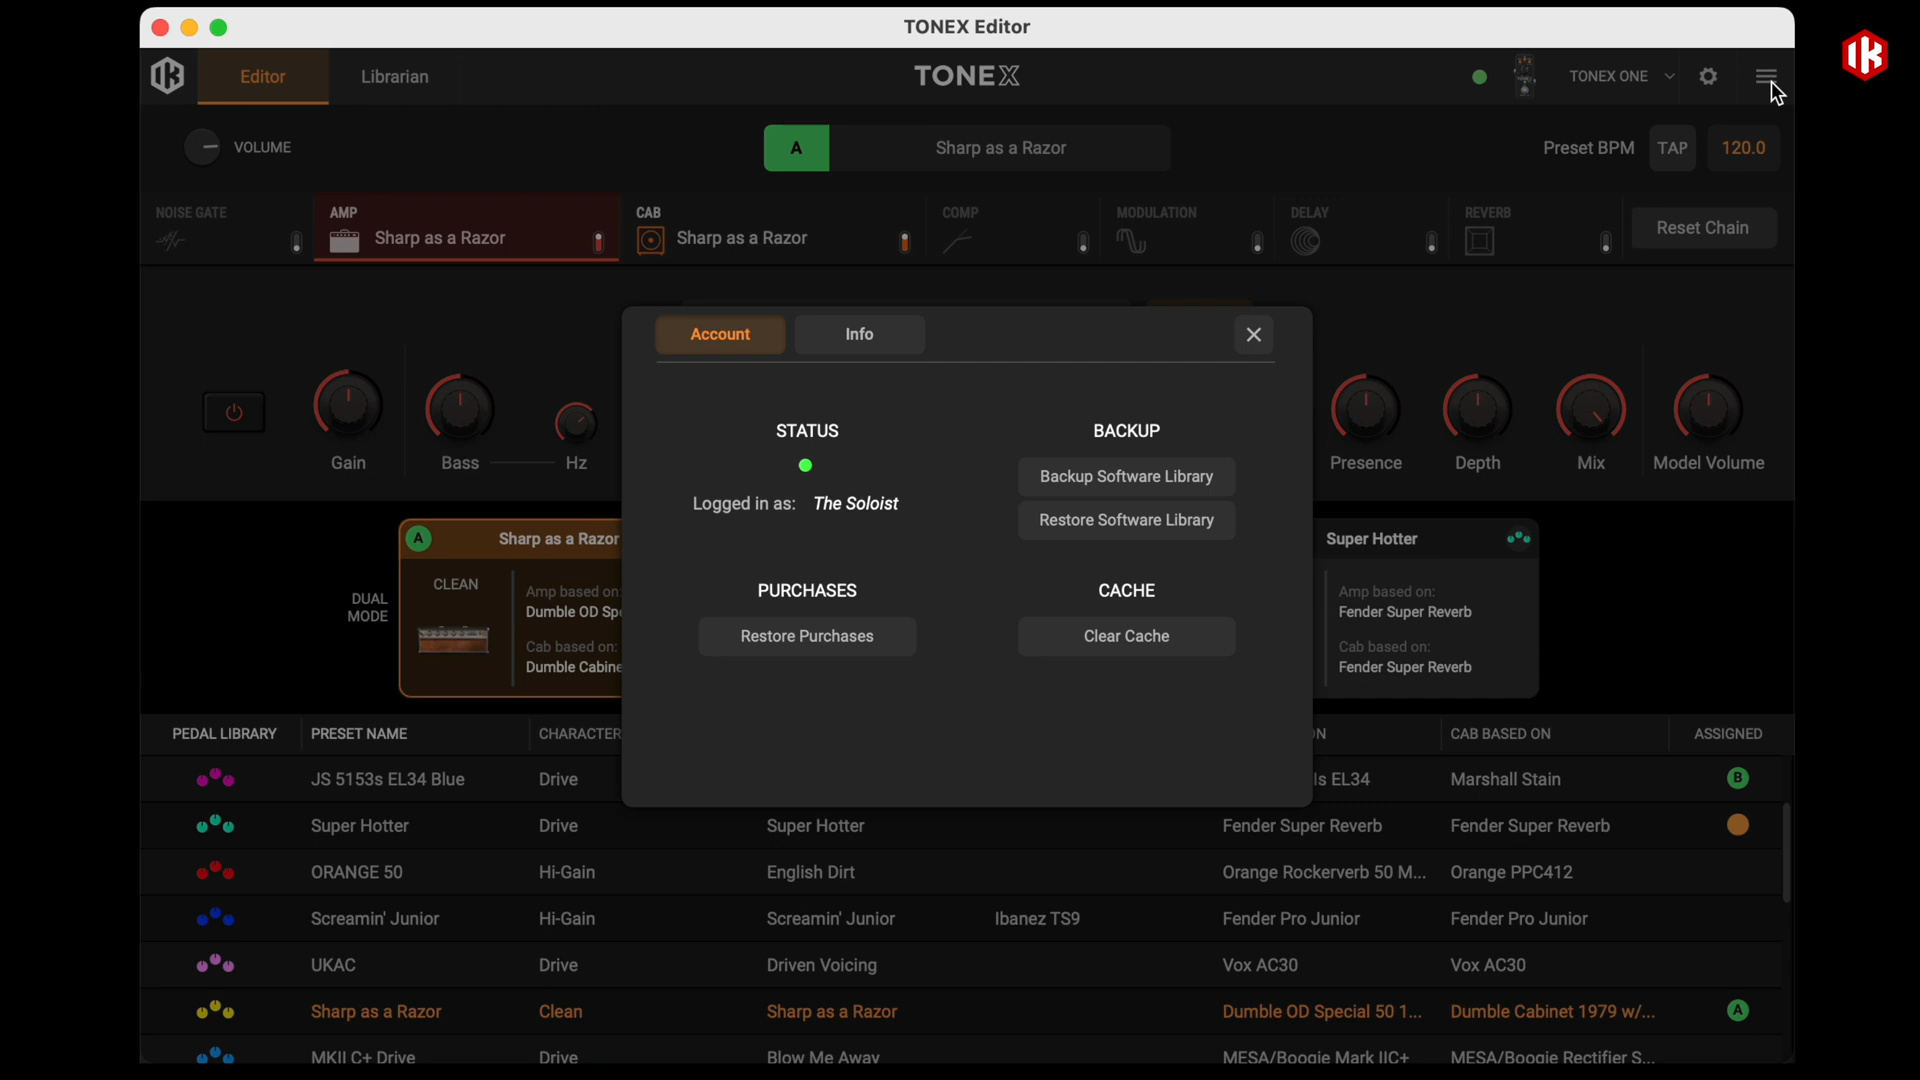 TONEX Editor
Editor
Librarian
TONEX
TONEX ONE
VOLUME
A
Sharp as a Razor
Preset BPM
TAP
120.0
NOISE GATE
AMP
Sharp as a Razor
CAB
Sharp as a Razor
COMP
MODULATION
DELAY
REVERB
Reset Chain
Account
Info
STATUS
Logged in as: The Soloist
BACKUP
Backup Software Library
Restore Software Library
PURCHASES
Restore Purchases
CACHE
Clear Cache
Gain
Bass
Hz
Presence
Depth
Mix
Model Volume
DUAL
MODE
A
Sharp as a Razor
CLEAN
Amp based on:
Dumble OD Spe
Cab based on:
Dumble Cabine
Super Hotter
Amp based on:
Fender Super Reverb
Cab based on:
Fender Super Reverb
PEDAL LIBRARY PRESET NAME CHARACTER CAB BASED ON ASSIGNED
JS 5153s EL34 Blue Drive ls EL34 Marshall Stain B
Super Hotter Drive Super Hotter Fender Super Reverb Fender Super Reverb
ORANGE 50 Hi-Gain English Dirt Orange Rockerverb 50 M... Orange PPC412
Screamin' Junior Hi-Gain Screamin' Junior Ibanez TS9 Fender Pro Junior Fender Pro Junior
UKAC Drive Driven Voicing Vox AC30 Vox AC30
Sharp as a Razor Clean Sharp as a Razor Dumble OD Special 50 1... Dumble Cabinet 1979 w/... A
MKII C+ Drive Drive Blow Me Away MESA/Boogie Mark IIC+ MESA/Boogie Rectifier S...